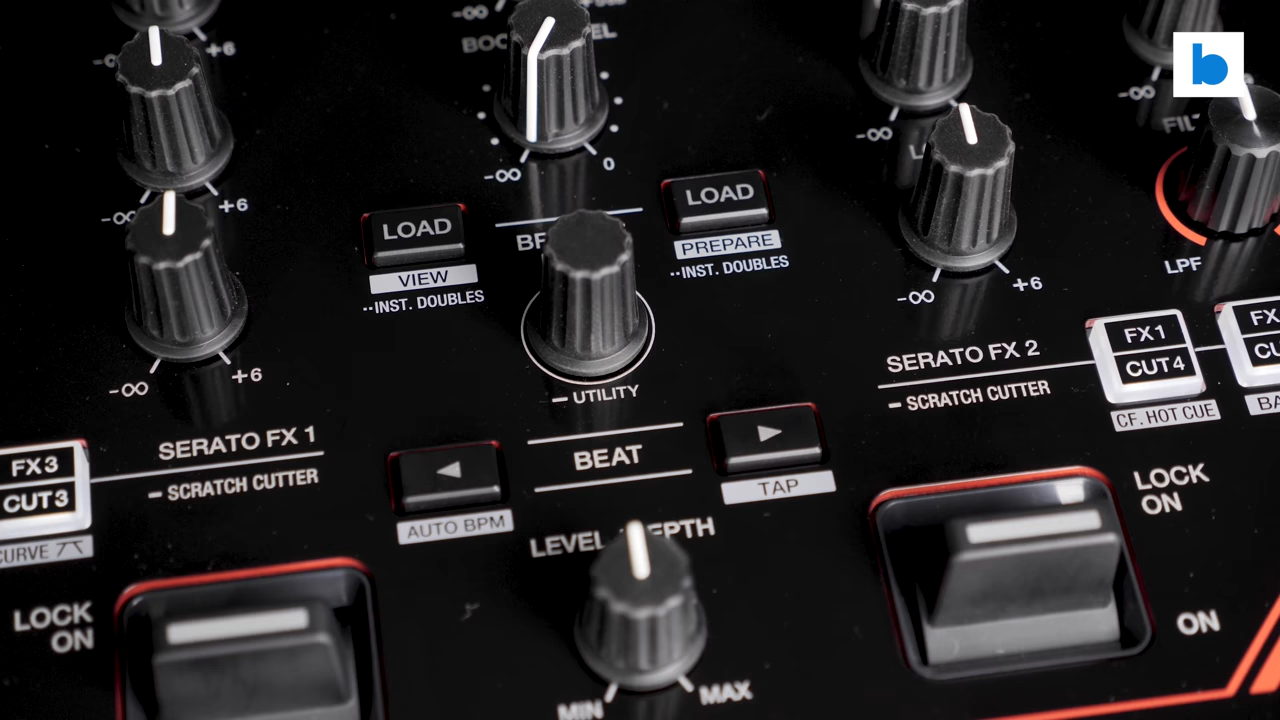 +6
-∞
0
-∞
-∞
-∞
+6
LOAD
LOAD
VIEW
PREPARE
··INST. DOUBLES
··INST. DOUBLES
LPF
-∞
+6
-∞
+6
UTILITY
SERATO FX 2
SCRATCH CUTTER
FX1
CUT4
CF. HOT CUE
SERATO FX 1
SCRATCH CUTTER
FX3
CUT3
CURVE
BEAT
TAP
AUTO BPM
LEVEL
LOCK
ON
ON
LOCK
ON
MIN
MAX
b